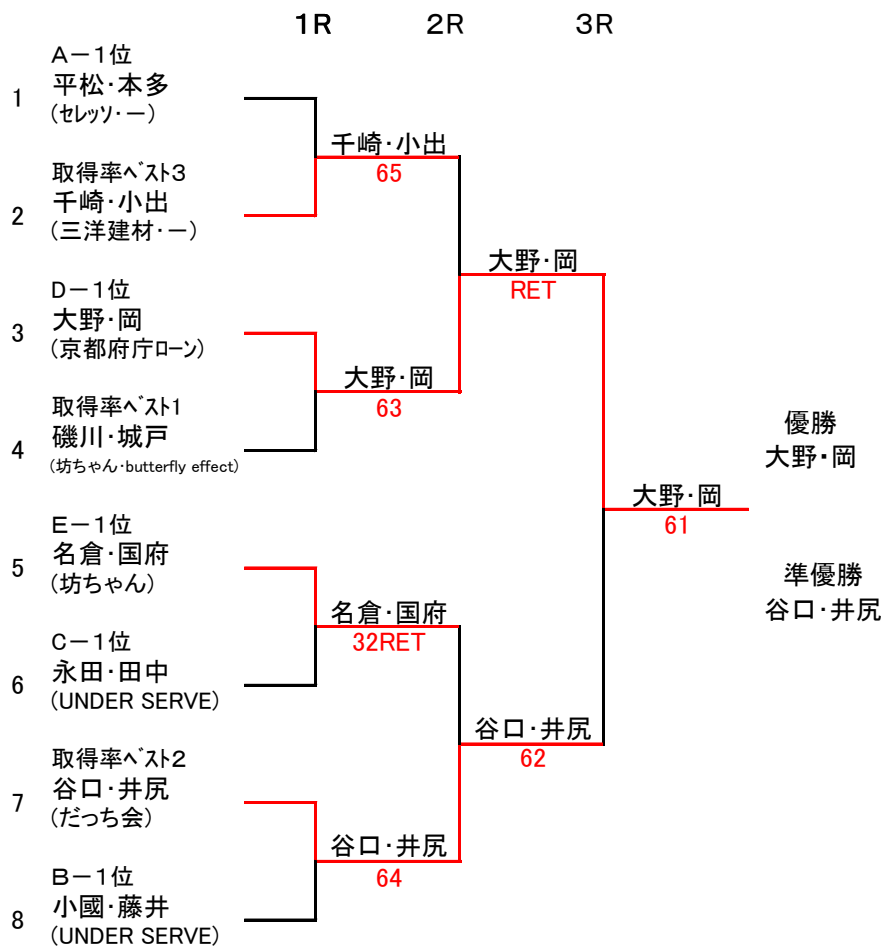 1R 2R 3R
A-1位
1 平松・本多
(セレッソ・ー)
千崎・小出
65
取得率ベスト3
2 千崎・小出
(三洋建材・ー)
大野・岡
RET
D-1位
3 大野・岡
(京都府庁ローン)
大野・岡
63
取得率ベスト1
4 磯川・城戸
(坊ちゃん・butterfly effect)
優勝
大野・岡
大野・岡
61
E-1位
5 名倉・国府
(坊ちゃん)
準優勝
谷口・井尻
名倉・国府
32RET
C-1位
6 永田・田中
(UNDER SERVE)
谷口・井尻
62
取得率ベスト2
7 谷口・井尻
(だっち会)
谷口・井尻
64
B-1位
8 小國・藤井
(UNDER SERVE)